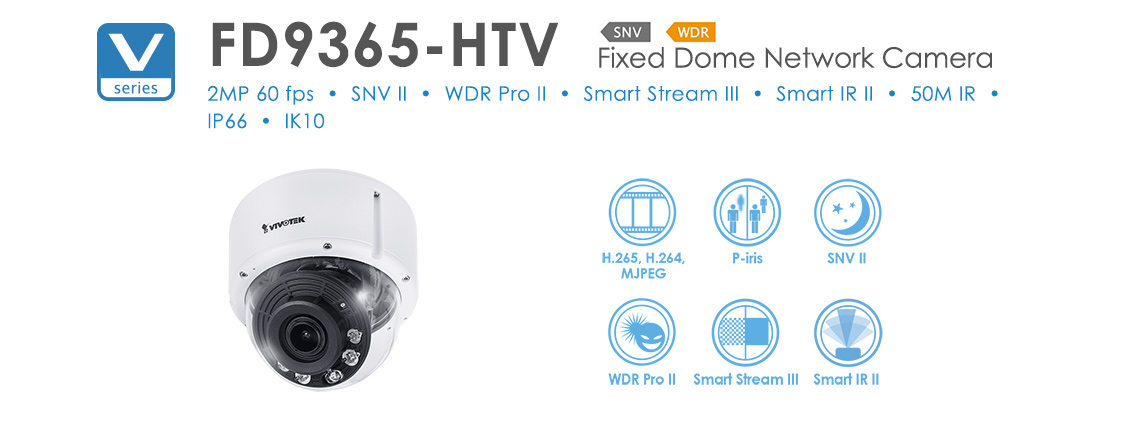 V
series
FD9365-HTV
SNV
WDR
Fixed Dome Network Camera
2MP 60 fps • SNV II • WDR Pro II • Smart Stream III • Smart IR II • 50M IR •
IP66 • IK10
VIVOTEK
H.265, H.264,
MJPEG
P-iris
SNV II
WDR Pro II
Smart Stream III
Smart IR II